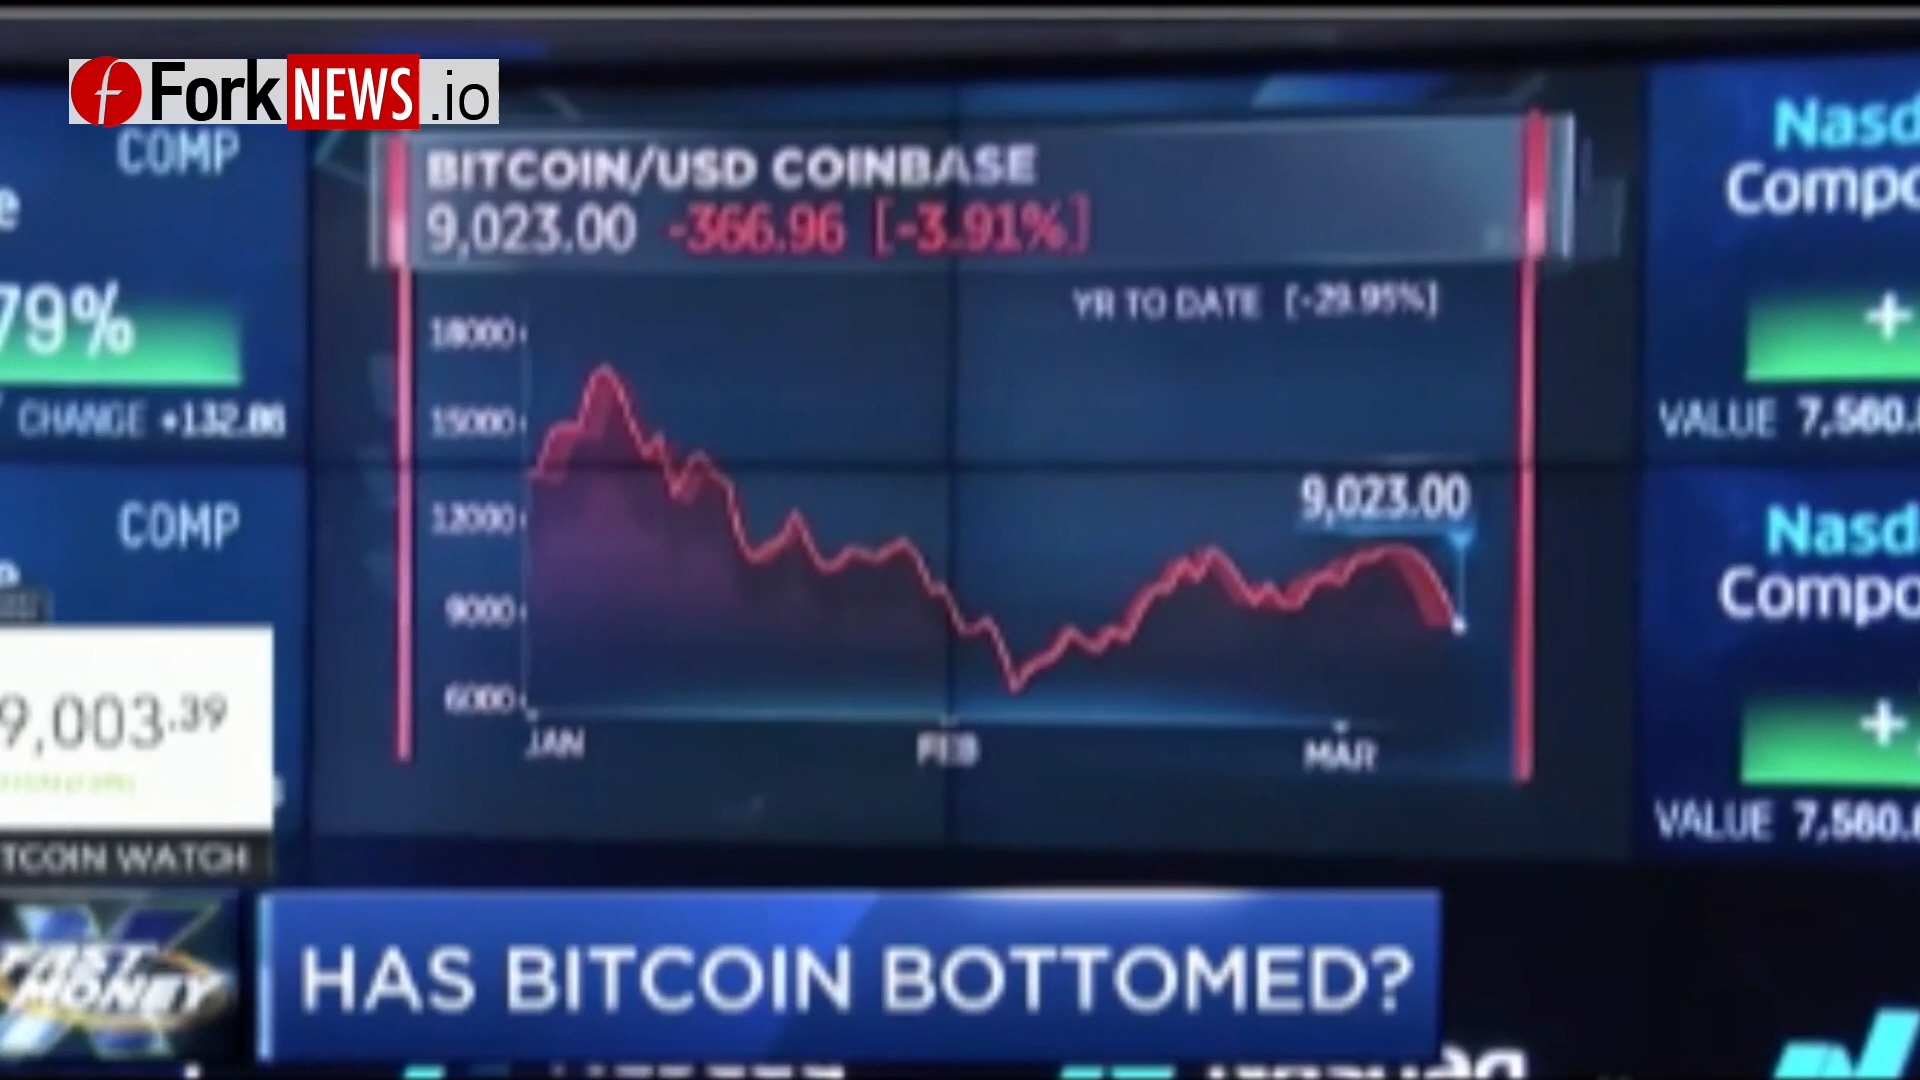 fForkNEWS.io
COMP
e
79%
CHANGE +132.86
COMP
9,003.39
TCOIN WATCH
FAST
MONEY
BITCOIN/USD COINBASE
9,023.00 -366.96 [-3.91%]
YR TO DATE [-29.95%]
18000
15000
12000
9000
6000
9,023.00
JAN FEB MAR
Nasd
Compo
+
VALUE 7,560.
Nasd
Compo
+
VALUE 7,560.
HAS BITCOIN BOTTOMED?